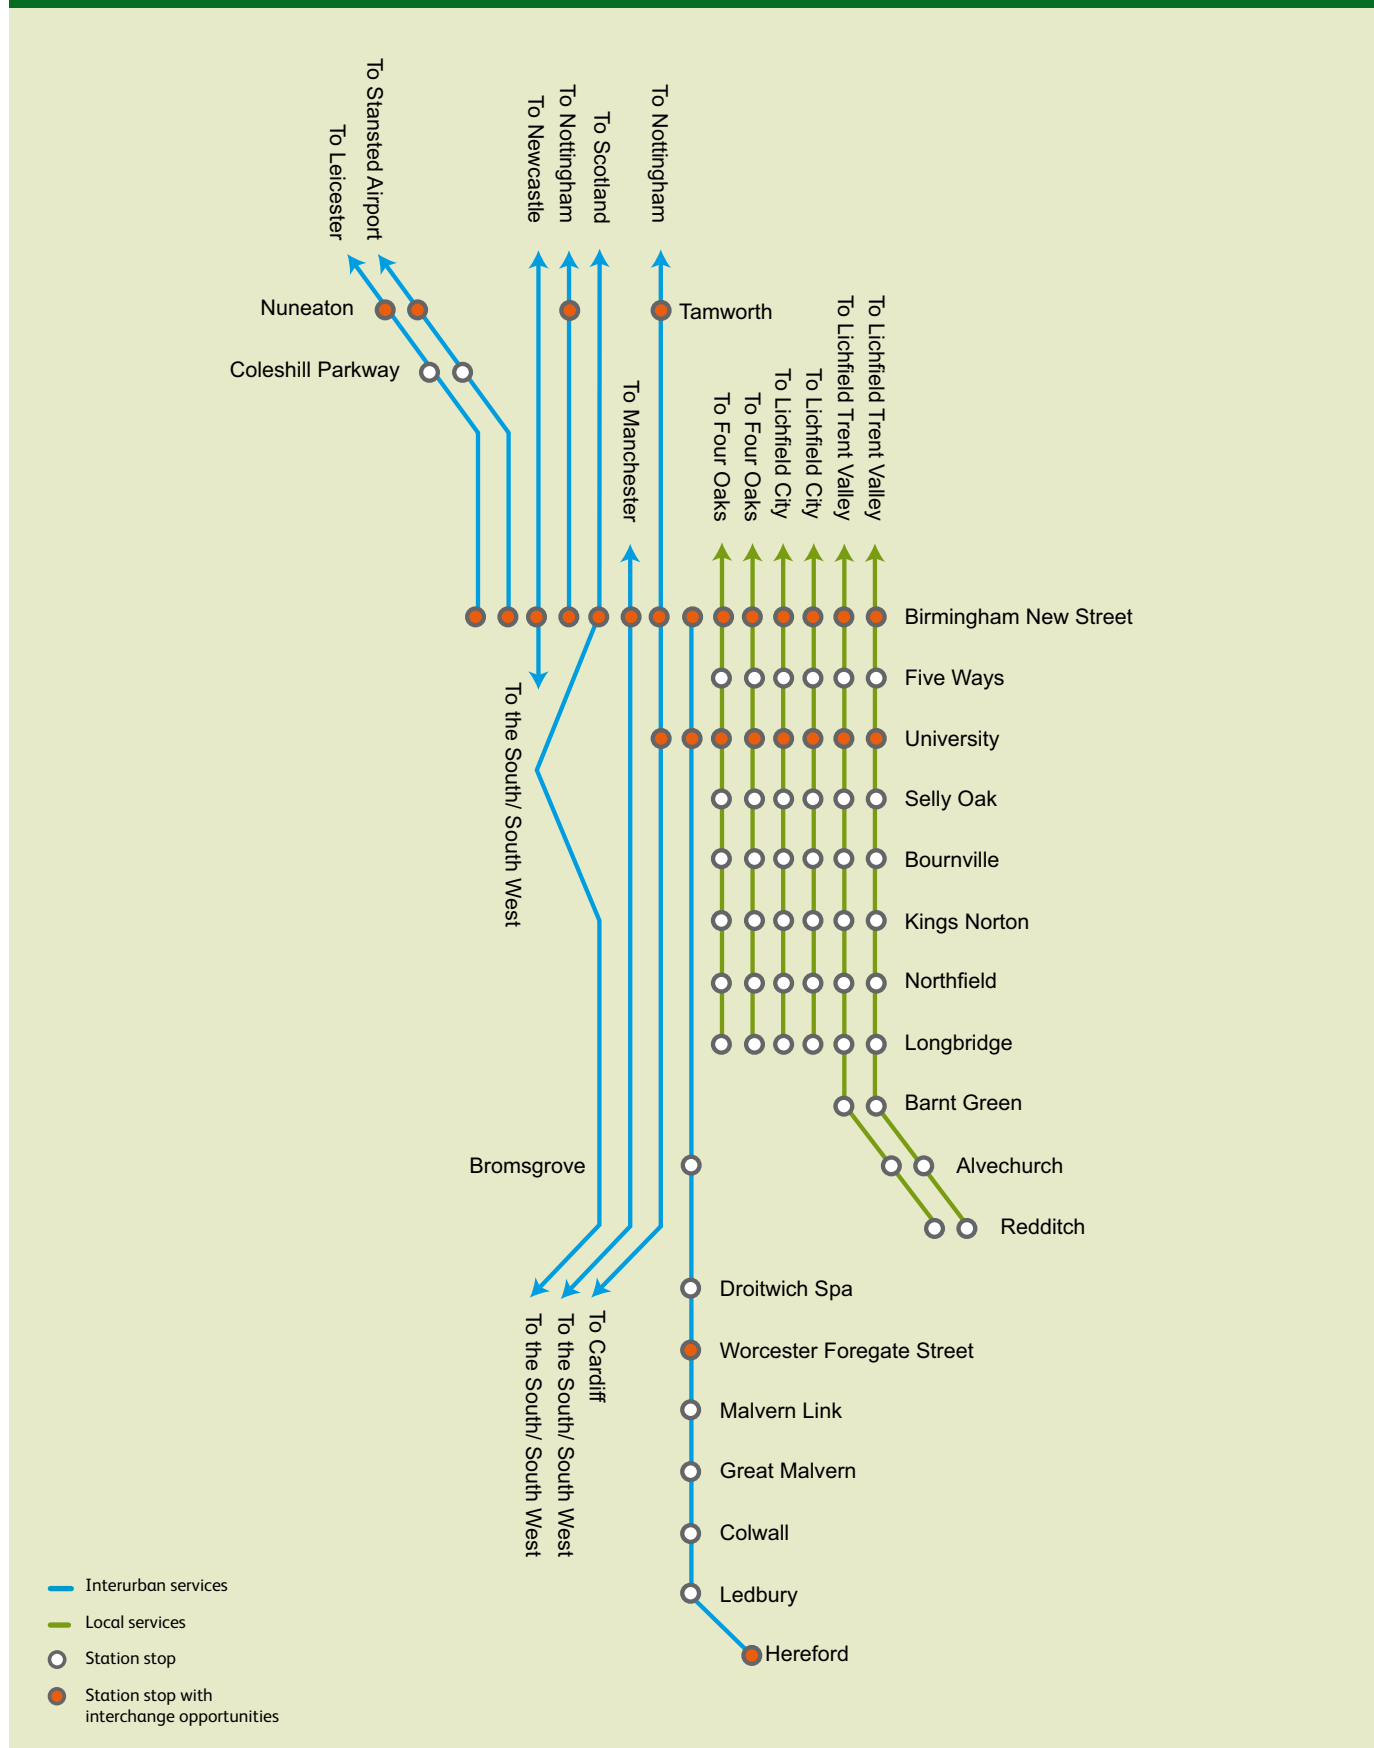 To Leicester
To Stansted Airport
To Newcastle
To Nottingham
To Scotland
To Nottingham
Nuneaton
Tamworth
Coleshill Parkway
To Manchester
To Four Oaks
To Four Oaks
To Lichfield City
To Lichfield City
To Lichfield Trent Valley
To Lichfield Trent Valley
Birmingham New Street
Five Ways
To the South/ South West
University
Selly Oak
Bournville
Kings Norton
Northfield
Longbridge
Barnt Green
Bromsgrove
Alvechurch
Redditch
Droitwich Spa
To the South/ South West
To the South/ South West
To Cardiff
Worcester Foregate Street
Malvern Link
Great Malvern
Colwall
Ledbury
Hereford
Interurban services
Local services
Station stop
Station stop with
interchange opportunities